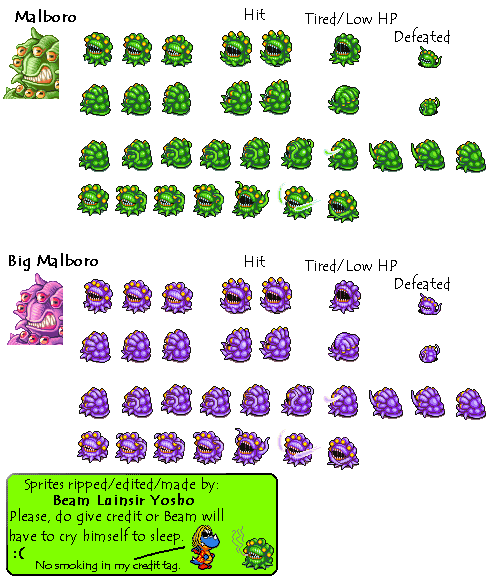 Malboro
Hit
Tired/Low HP
Defeated
Big Malboro
Hit
Tired/Low HP
Defeated
Sprites ripped/edited/made by:
Beam Luinsir Yosho
Please, do give credit or Beam will
have to cry himself to sleep.
:(
No smoking in my credit tag.